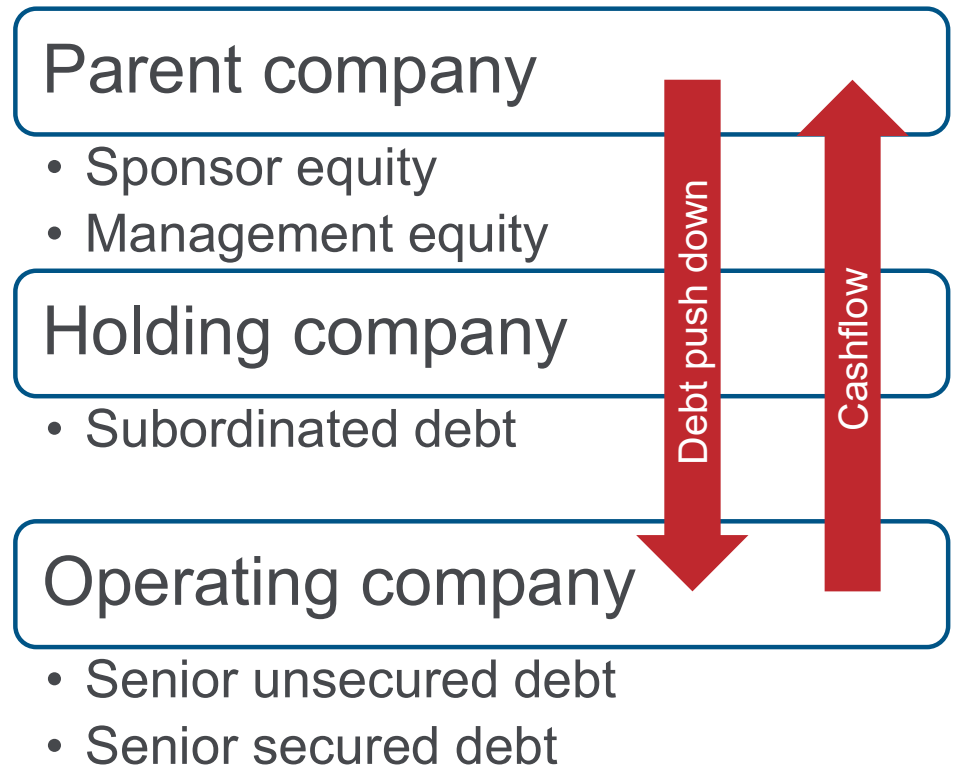 Parent company
• Sponsor equity
• Management equity
Holding company
• Subordinated debt
Operating company
• Senior unsecured debt
• Senior secured debt
Debt push down
Cashflow